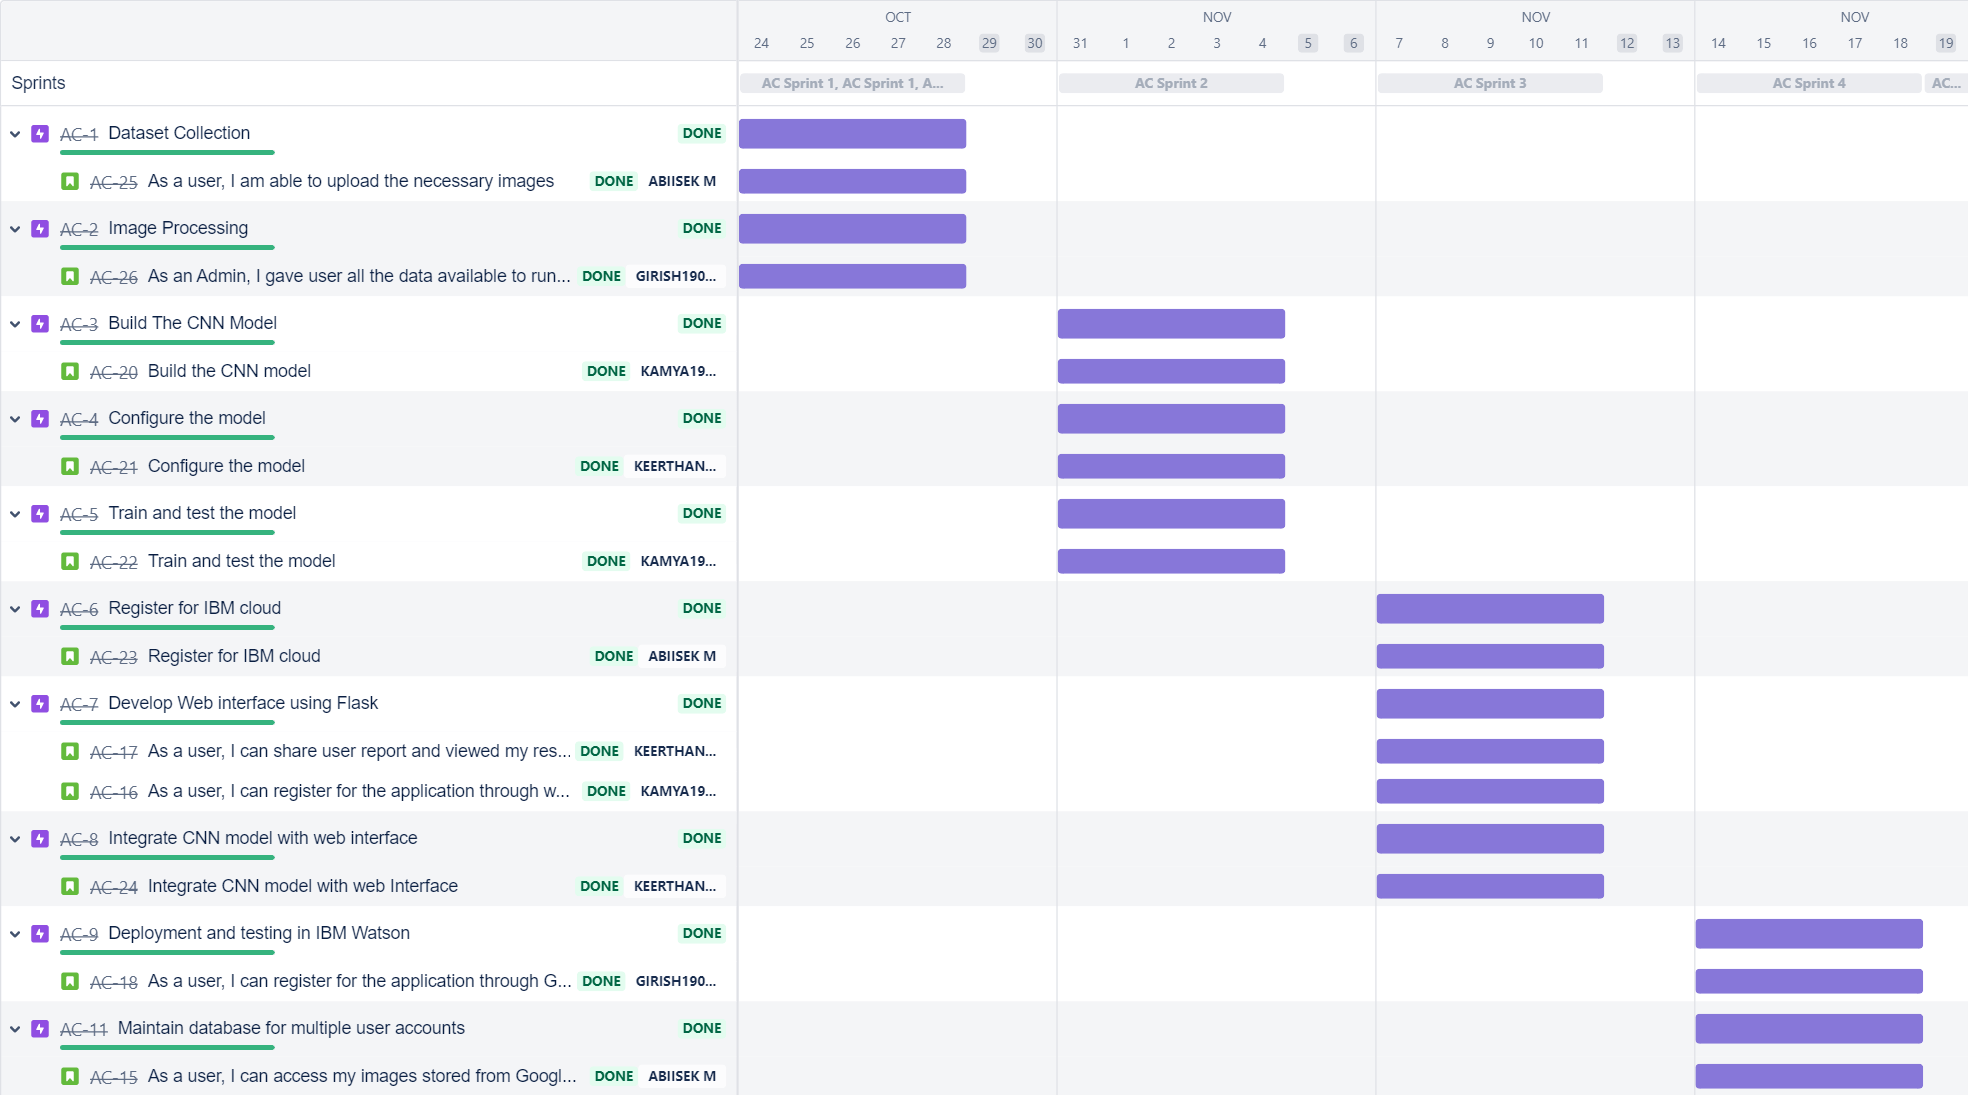 OCT NOV NOV NOV
24 25 26 27 28 29 30 31 1 2 3 4 5 6 7 8 9 10 11 12 13 14 15 16 17 18 19
Sprints AC Sprint 1, AC Sprint 1, A... AC Sprint 2 AC Sprint 3 AC Sprint 4 AC...
AC-1 Dataset Collection DONE
AC-25 As a user, I am able to upload the necessary images DONE ABIISEK M
AC-2 Image Processing DONE
AC-26 As an Admin, I gave user all the data available to run... DONE GIRISH190...
AC-3 Build The CNN Model DONE
AC-20 Build the CNN model DONE KAMYA19...
AC-4 Configure the model DONE
AC-21 Configure the model DONE KEERTHAN...
AC-5 Train and test the model DONE
AC-22 Train and test the model DONE KAMYA19...
AC-6 Register for IBM cloud DONE
AC-23 Register for IBM cloud DONE ABIISEK M
AC-7 Develop Web interface using Flask DONE
AC-17 As a user, I can share user report and viewed my res... DONE KEERTHAN...
AC-16 As a user, I can register for the application through w... DONE KAMYA19...
AC-8 Integrate CNN model with web interface DONE
AC-24 Integrate CNN model with web Interface DONE KEERTHAN...
AC-9 Deployment and testing in IBM Watson DONE
AC-18 As a user, I can register for the application through G... DONE GIRISH190...
AC-11 Maintain database for multiple user accounts DONE
AC-15 As a user, I can access my images stored from Googl... DONE ABIISEK M